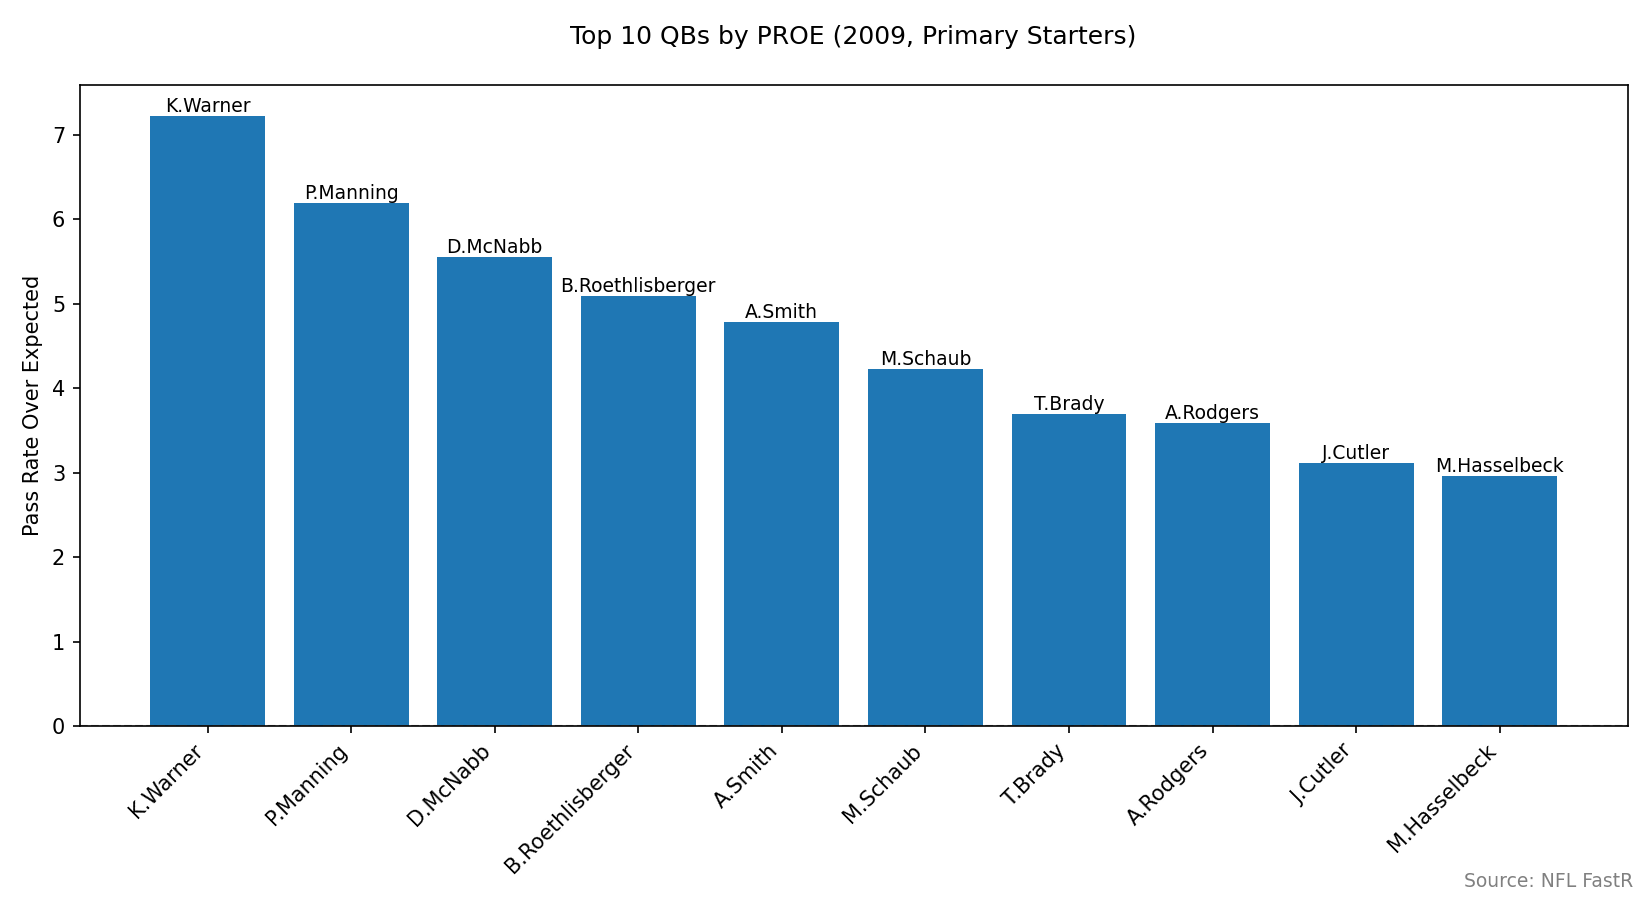 Top 10 QBs by PROE (2009, Primary Starters)
Pass Rate Over Expected
7
6
5
4
3
2
1
0
K.Warner
P.Manning
D.McNabb
B.Roethlisberger
A.Smith
M.Schaub
T.Brady
A.Rodgers
J.Cutler
M.Hasselbeck
K.Warner
P.Manning
D.McNabb
B.Roethlisberger
A.Smith
M.Schaub
T.Brady
A.Rodgers
J.Cutler
M.Hasselbeck
Source: NFL FastR